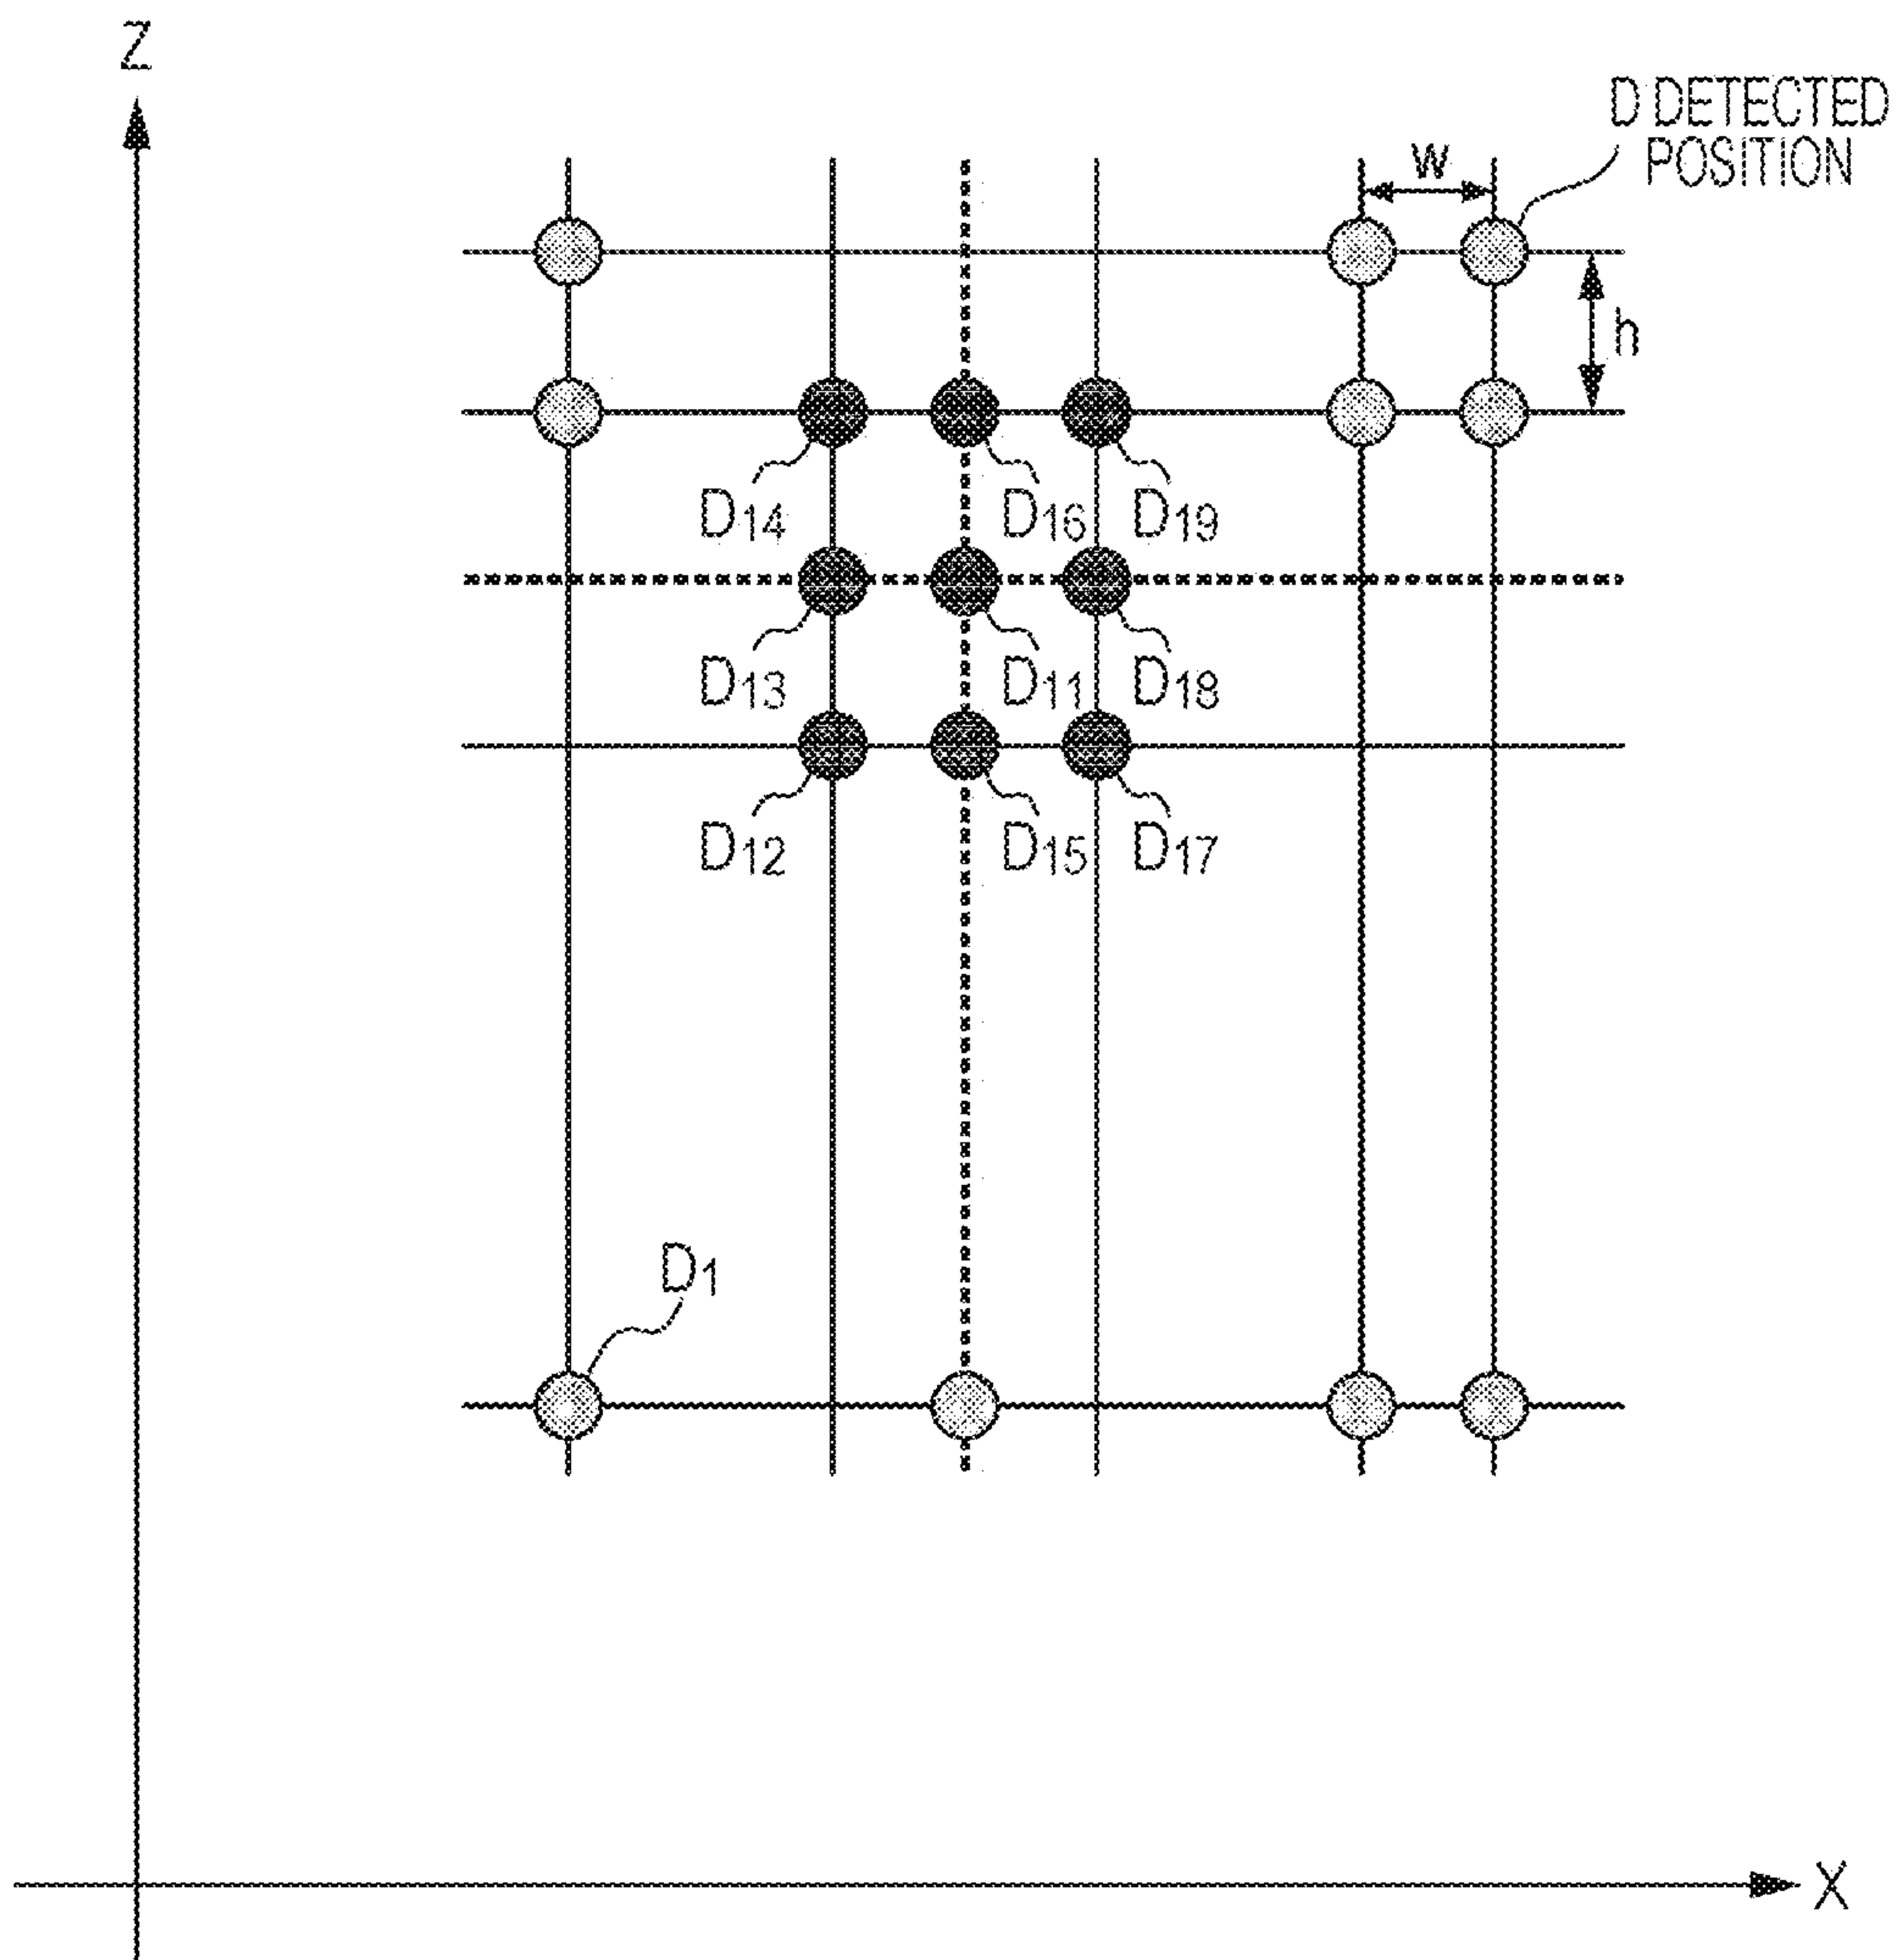 Z
D DETECTED
POSITION
w
h
D14 D16 D19
D13 D11 D18
D12 D15 D17
D1
X